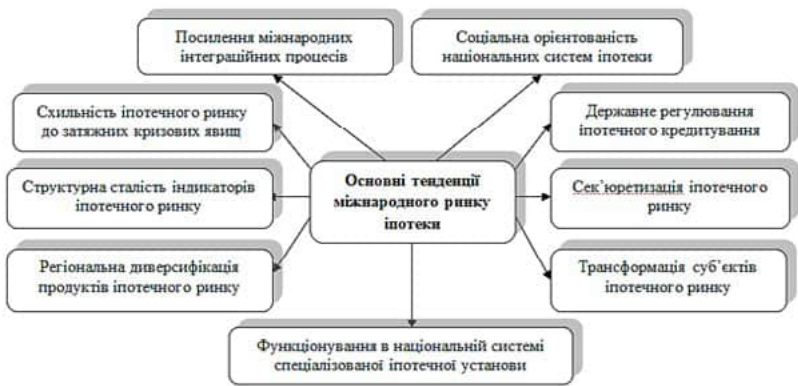 Посилення міжнародних
інтеграційних процесів
Соціальна орієнтованість
національних систем іпотеки
Схильність іпотечного ринку
до затяжних кризових явищ
Державне регулювання
іпотечного кредитування
Основні тенденції
міжнародного ринку
іпотеки
Структурна сталість індикаторів
іпотечного ринку
Сек’юретизація іпотечного
ринку
Регіональна диверсифікація
продуктів іпотечного ринку
Трансформація суб’єктів
іпотечного ринку
Функціонування в національній системі
спеціалізованої іпотечної установи